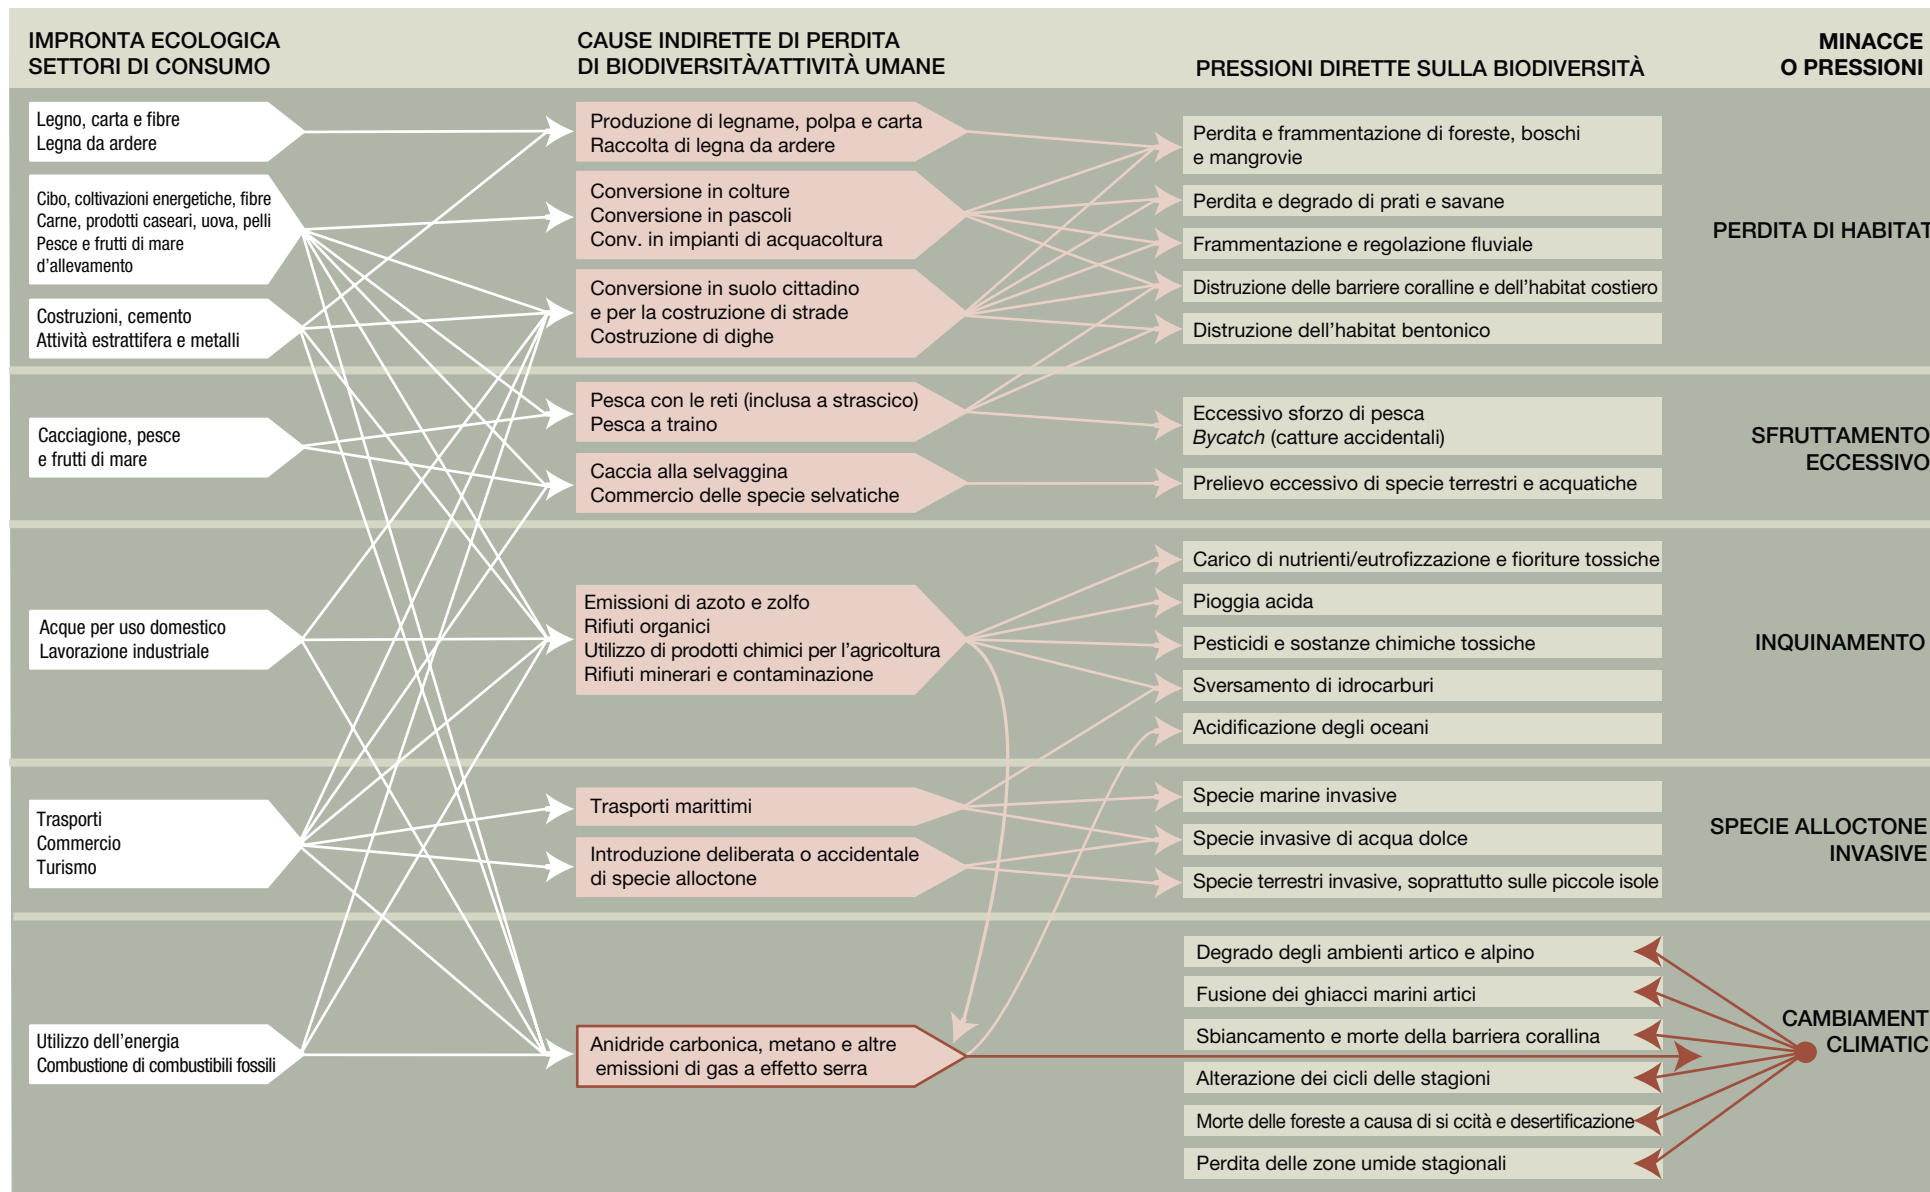 IMPRONTA ECOLOGICA
SETTORI DI CONSUMO
CAUSE INDIRETTE DI PERDITA
DI BIODIVERSITÀ/ATTIVITÀ UMANE
PRESSIONI DIRETTE SULLA BIODIVERSITÀ
MINACCE
O PRESSIONI
Legno, carta e fibre
Legna da ardere
Cibo, coltivazioni energetiche, fibre
Carne, prodotti caseari, uova, pelli
Pesce e frutti di mare
d'allevamento
Costruzioni, cemento
Attività estrattifera e metalli
Produzione di legname, polpa e carta
Raccolta di legna da ardere
Conversione in colture
Conversione in pascoli
Conv. in impianti di acquacoltura
Conversione in suolo cittadino
e per la costruzione di strade
Costruzione di dighe
Perdita e frammentazione di foreste, boschi
e mangrovie
Perdita e degrado di prati e savane
Frammentazione e regolazione fluviale
Distruzione delle barriere coralline e dell'habitat costiero
Distruzione dell'habitat bentonico
PERDITA DI HABITAT
Cacciagione, pesce
e frutti di mare
Pesca con le reti (inclusa a strascico)
Pesca a traino
Caccia alla selvaggina
Commercio delle specie selvatiche
Eccessivo sforzo di pesca
Bycatch (catture accidentali)
Prelievo eccessivo di specie terrestri e acquatiche
SFRUTTAMENTO
ECCESSIVO
Acque per uso domestico
Lavorazione industriale
Emissioni di azoto e zolfo
Rifiuti organici
Utilizzo di prodotti chimici per l'agricoltura
Rifiuti minerari e contaminazione
Carico di nutrienti/eutrofizzazione e fioriture tossiche
Pioggia acida
Pesticidi e sostanze chimiche tossiche
Sversamento di idrocarburi
Acidificazione degli oceani
INQUINAMENTO
Trasporti
Commercio
Turismo
Trasporti marittimi
Introduzione deliberata o accidentale
di specie alloctone
Specie marine invasive
Specie invasive di acqua dolce
Specie terrestri invasive, soprattutto sulle piccole isole
SPECIE ALLOCTONE
INVASIVE
Utilizzo dell'energia
Combustione di combustibili fossili
Anidride carbonica, metano e altre
emissioni di gas a effetto serra
Degrado degli ambienti artico e alpino
Fusione dei ghiacci marini artici
Sbiancamento e morte della barriera corallina
Alterazione dei cicli delle stagioni
Morte delle foreste a causa di si ccità e desertificazione
Perdita delle zone umide stagionali
CAMBIAMENT
CLIMATIC